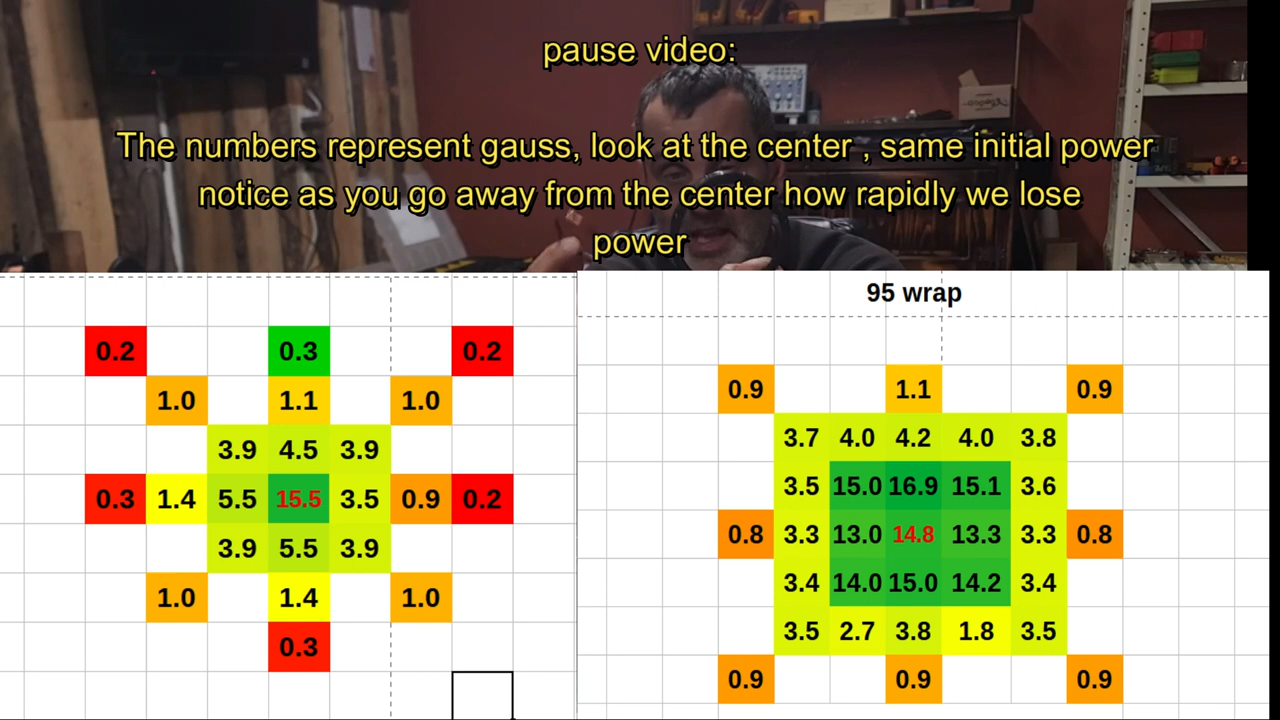 pause video:
The numbers represent gauss, look at the center , same initial power
notice as you go away from the center how rapidly we lose
power
0.2 0.3 0.2
1.0 1.1 1.0
3.9 4.5 3.9
0.3 1.4 5.5 15.5 3.5 0.9 0.2
3.9 5.5 3.9
1.0 1.4 1.0
0.3
95 wrap
0.9 1.1 0.9
3.7 4.0 4.2 4.0 3.8
3.5 15.0 16.9 15.1 3.6
0.8 3.3 13.0 14.8 13.3 3.3 0.8
3.4 14.0 15.0 14.2 3.4
3.5 2.7 3.8 1.8 3.5
0.9 0.9 0.9